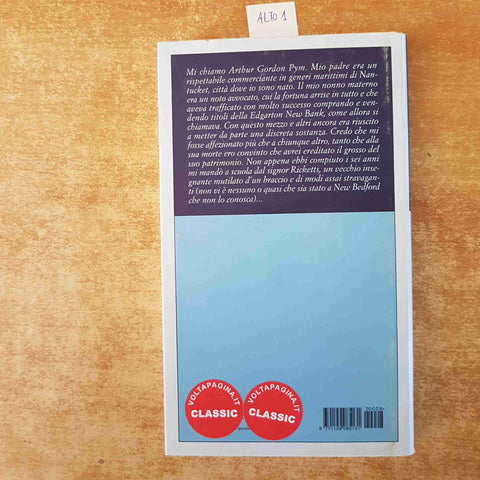 ALTO 1
Mi chiamo Arthur Gordon Pym. Mio padre era un
rispettabile commerciante in generi marittimi di Nan-
tucket, città dove io sono nato. Il mio nonno materno
era un noto avvocato, cui la fortuna arrise in tutto e che
aveva trafficato con molto successo comprando e ven-
dendo titoli della Edgarton New Bank, come allora si
chiamava. Con questo mezzo e altri ancora era riuscito
a metter da parte una discreta sostanza. Credo che mi
fosse affezionato più che a chiunque altro, tanto che alla
sua morte ero convinto che avrei ereditato il grosso del
suo patrimonio. Non appena ebbi compiuto i sei anni
mi mandò a scuola dal signor Ricketts, un vecchio inse-
gnante mutilato d'un braccio e di modi assai stravagan-
ti (non vi è nessuno o quasi che sia stato a New Bedford
che non lo conosca)...
VOLTAPAGINA.IT
CLASSIC
VOLTAPAGINA.IT
CLASSIC